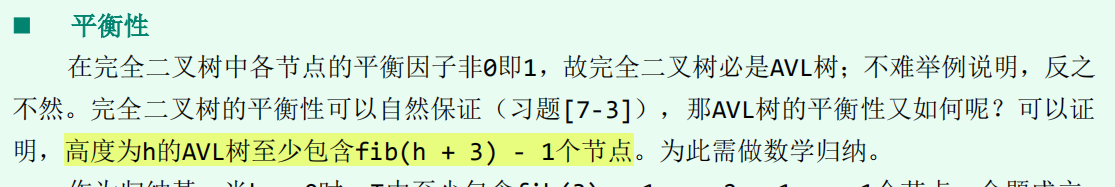 ■ 平衡性
在完全二叉树中各节点的平衡因子非0即1，故完全二叉树必是AVL树；不难举例说明，反之
不然。完全二叉树的平衡性可以自然保证（习题[7-3]），那AVL树的平衡性又如何呢？可以证
明，高度为h的AVL树至少包含fib(h + 3) - 1个节点。为此需做数学归纳。